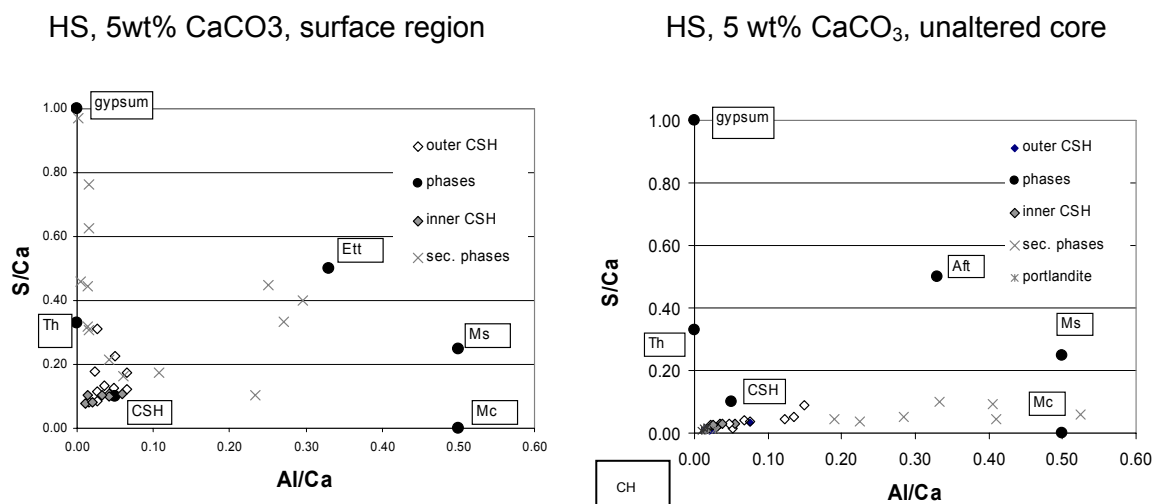 HS, 5wt% CaCO3, surface region
S/Ca
1.00
0.80
0.60
0.40
0.20
0.00
gypsum
outer CSH
phases
inner CSH
sec. phases
Ett
Th
Ms
CSH
Mc
0.00 0.10 0.20 0.30 0.40 0.50 0.60
Al/Ca
HS, 5 wt% CaCO₃, unaltered core
S/Ca
1.00
0.80
0.60
0.40
0.20
0.00
gypsum
outer CSH
phases
inner CSH
sec. phases
portlandite
Aft
Ms
Th
CSH
Mc
0.00 0.10 0.20 0.30 0.40 0.50 0.60
CH
Al/Ca